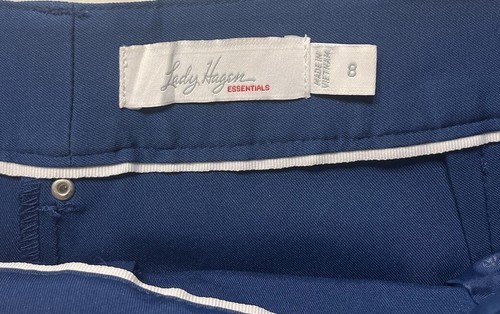 Lady Hagen
ESSENTIALS
MADE IN
VIETNAM
8